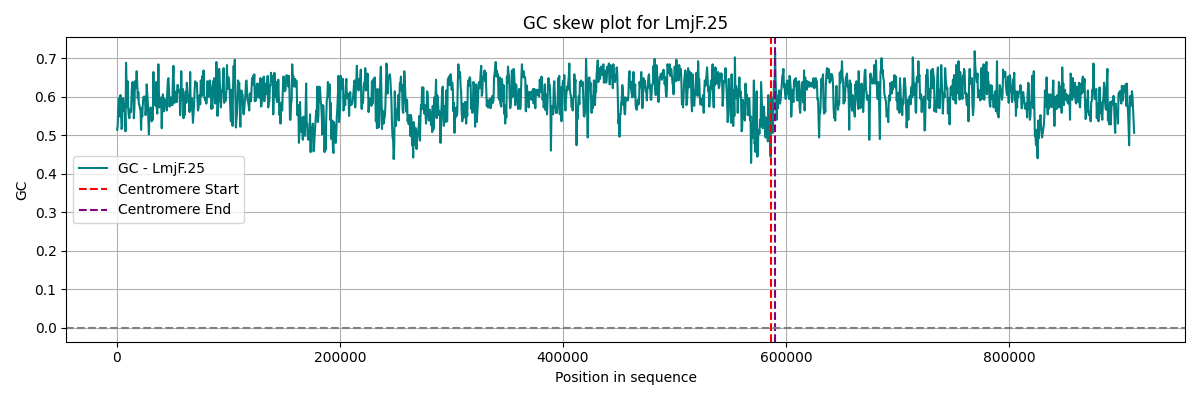 GC skew plot for LmjF.25
GC
0.7
0.6
0.5
0.4
0.3
0.2
0.1
0.0
GC - LmjF.25
Centromere Start
Centromere End
0 200000 400000 600000 800000
Position in sequence